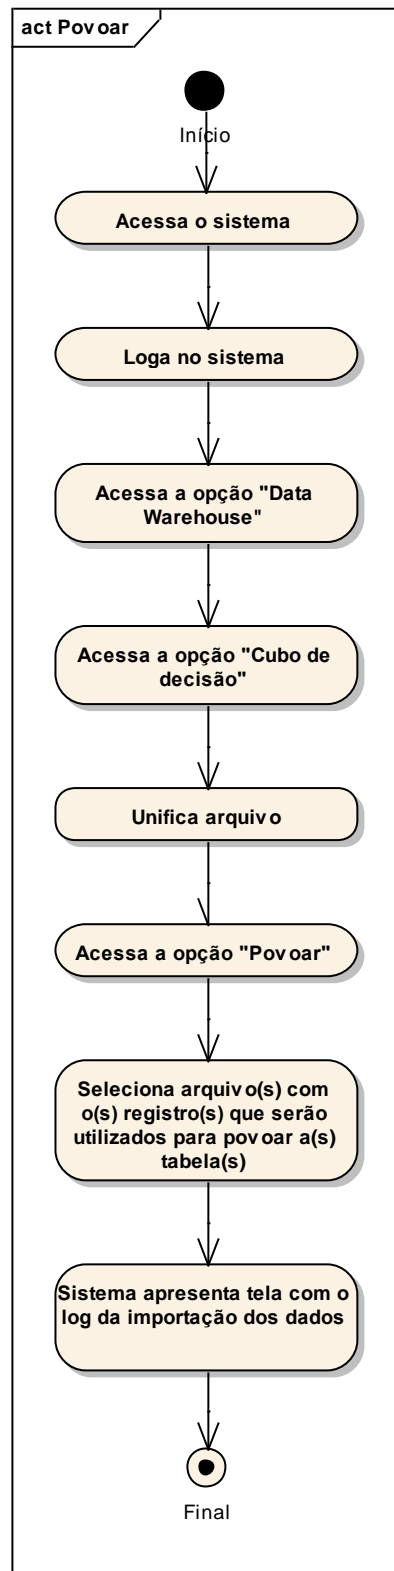 act Povoar
Início
Acessa o sistema
Loga no sistema
Acessa a opção "Data
Warehouse"
Acessa a opção "Cubo de
decisão"
Unifica arquivo
Acessa a opção "Povoar"
Seleciona arquivo(s) com
o(s) registro(s) que serão
utilizados para povoar a(s)
tabela(s)
Sistema apresenta tela com o
log da importação dos dados
Final